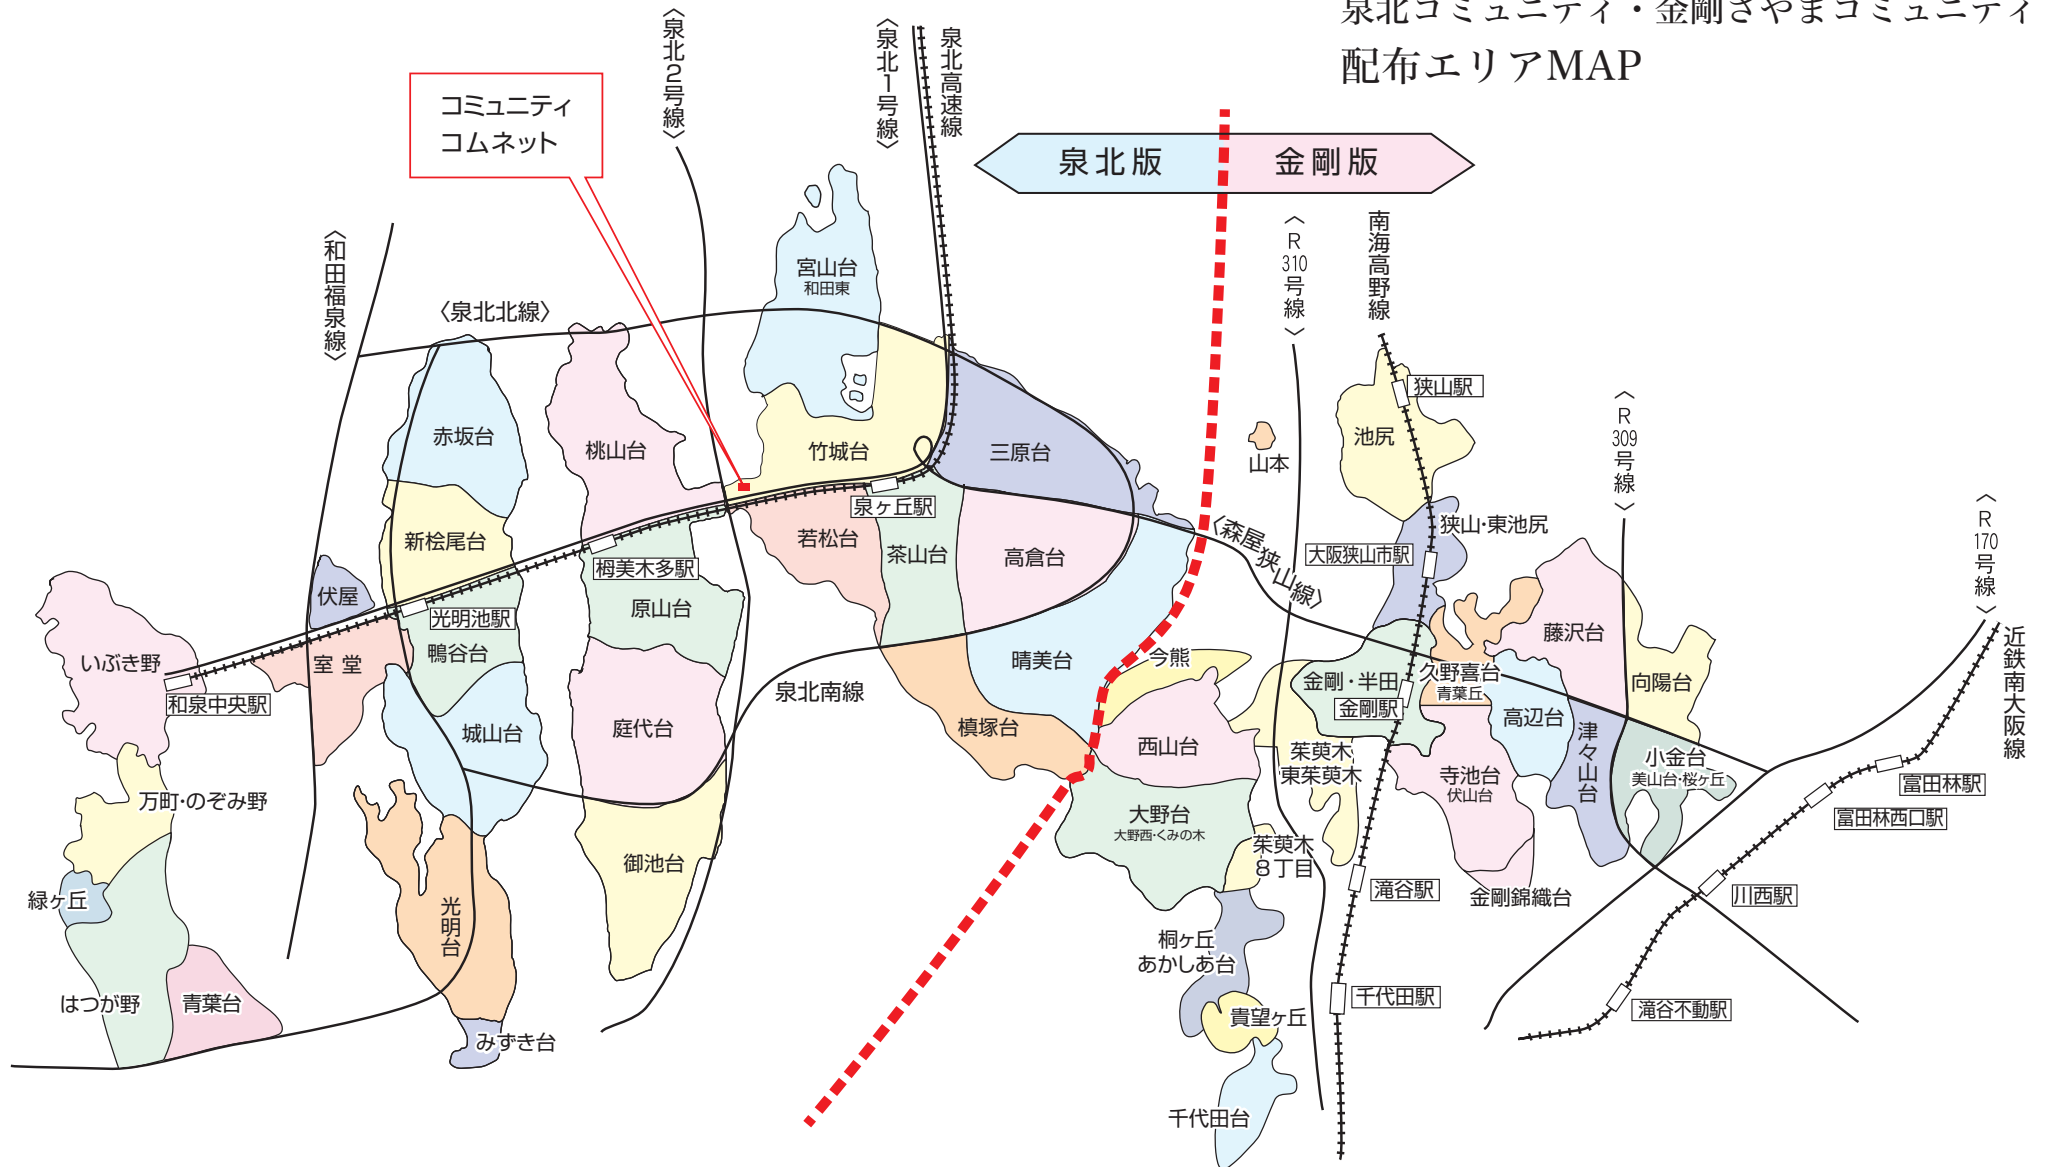 泉北コミュニティ・金剛さやまコミュニティ
配布エリアMAP
コミュニティ
コムネット
〈泉北2号線〉
〈泉北1号線〉
泉北高速線
泉北版
金剛版
〈和田福泉線〉
〈泉北北線〉
宮山台
和田東
〈R310号線〉
南海高野線
狭山駅
〈R309号線〉
赤坂台
桃山台
竹城台
三原台
山本
池尻
泉ヶ丘駅
〈R170号線〉
新桧尾台
若松台
茶山台
高倉台
〈森屋狭山線〉
狭山・東池尻
大阪狭山市駅
栂美木多駅
伏屋
光明池駅
原山台
藤沢台
近鉄南大阪線
いぶき野
室堂
鴨谷台
晴美台
今熊
金剛・半田
久野喜台
青葉丘
向陽台
和泉中央駅
泉北南線
金剛駅
城山台
庭代台
槙塚台
西山台
高辺台
津々山台
茱萸木
東茱萸木
小金台
美山台・桜ヶ丘
寺池台
伏山台
富田林駅
万町・のぞみ野
大野台
大野西・くみの木
富田林西口駅
御池台
茱萸木
8丁目
緑ヶ丘
滝谷駅
金剛錦織台
川西駅
光明台
桐ヶ丘
あかしあ台
はつが野
青葉台
千代田駅
滝谷不動駅
貴望ヶ丘
みずき台
千代田台